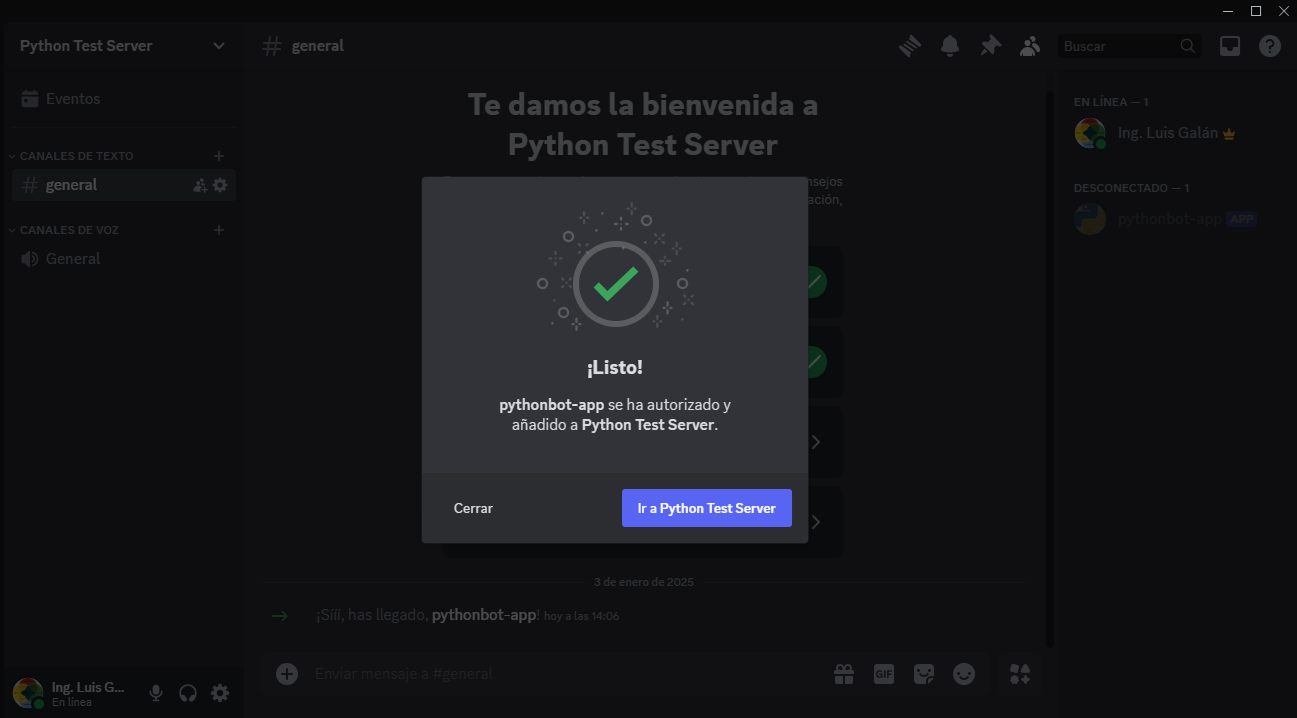 Python Test Server
general
Buscar
Eventos
CANALES DE TEXTO
general
CANALES DE VOZ
General
Te damos la bienvenida a
Python Test Server
nsejos
ación,
¡Listo!
pythonbot-app se ha autorizado y
añadido a Python Test Server.
Cerrar
Ir a Python Test Server
3 de enero de 2025
¡Síií, has llegado, pythonbot-app! hoy a las 14:06
Enviar mensaje a #general
GIF
EN LÍNEA — 1
Ing. Luis Galán
DESCONECTADO — 1
pythonbot-app APP
Ing. Luis G...
En línea